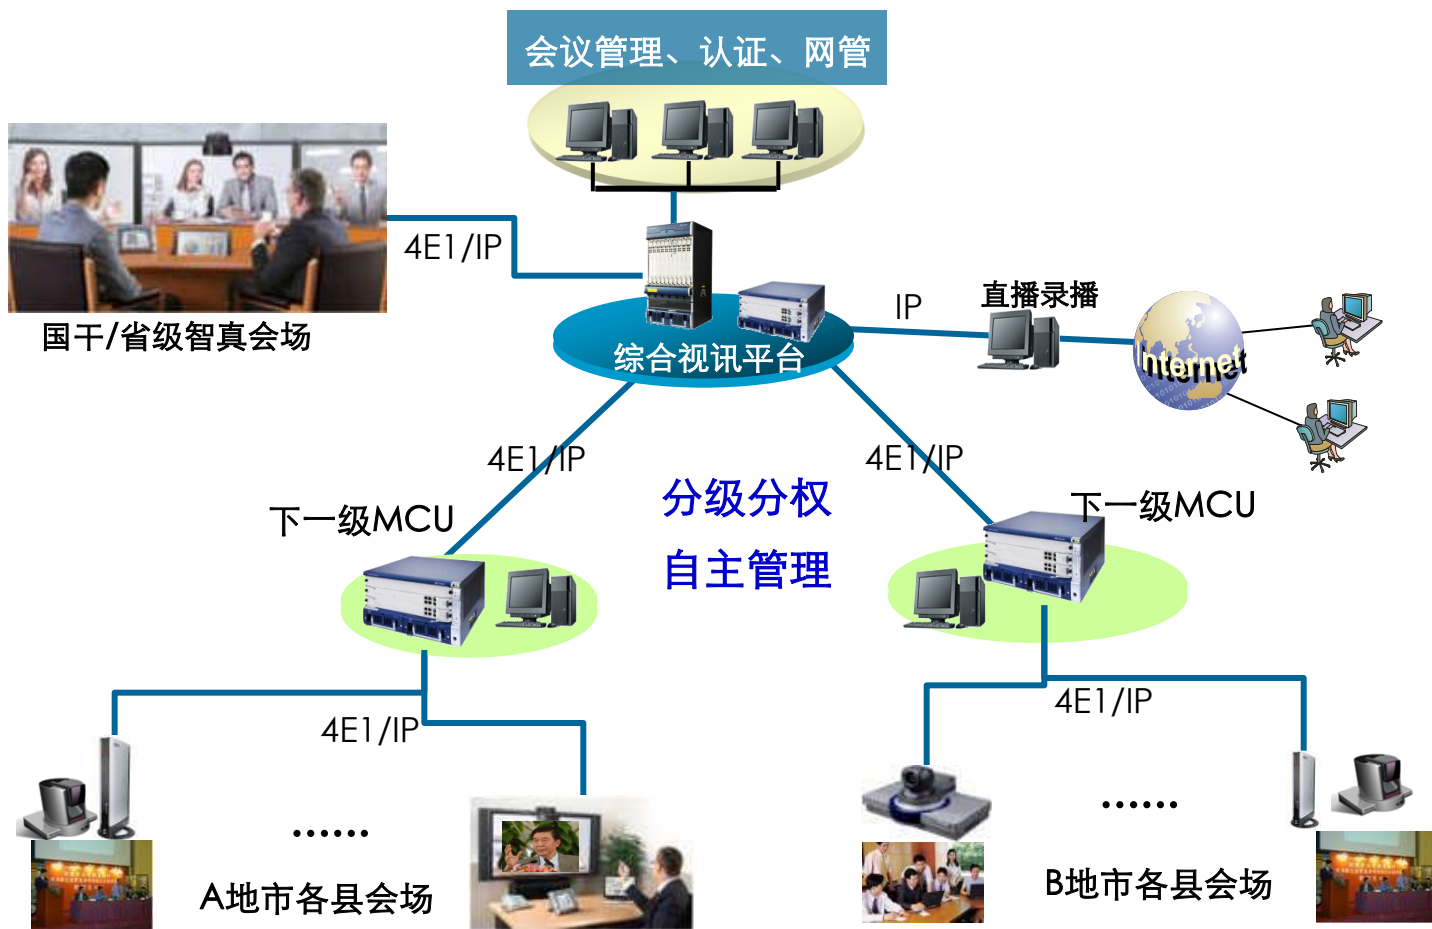 会议管理、认证、网管
4E1/IP
国干/省级智真会场
IP
直播录播
Internet
综合视讯平台
4E1/IP
4E1/IP
下一级MCU
分级分权
下一级MCU
自主管理
4E1/IP
4E1/IP
......
......
A地市各县会场
B地市各县会场